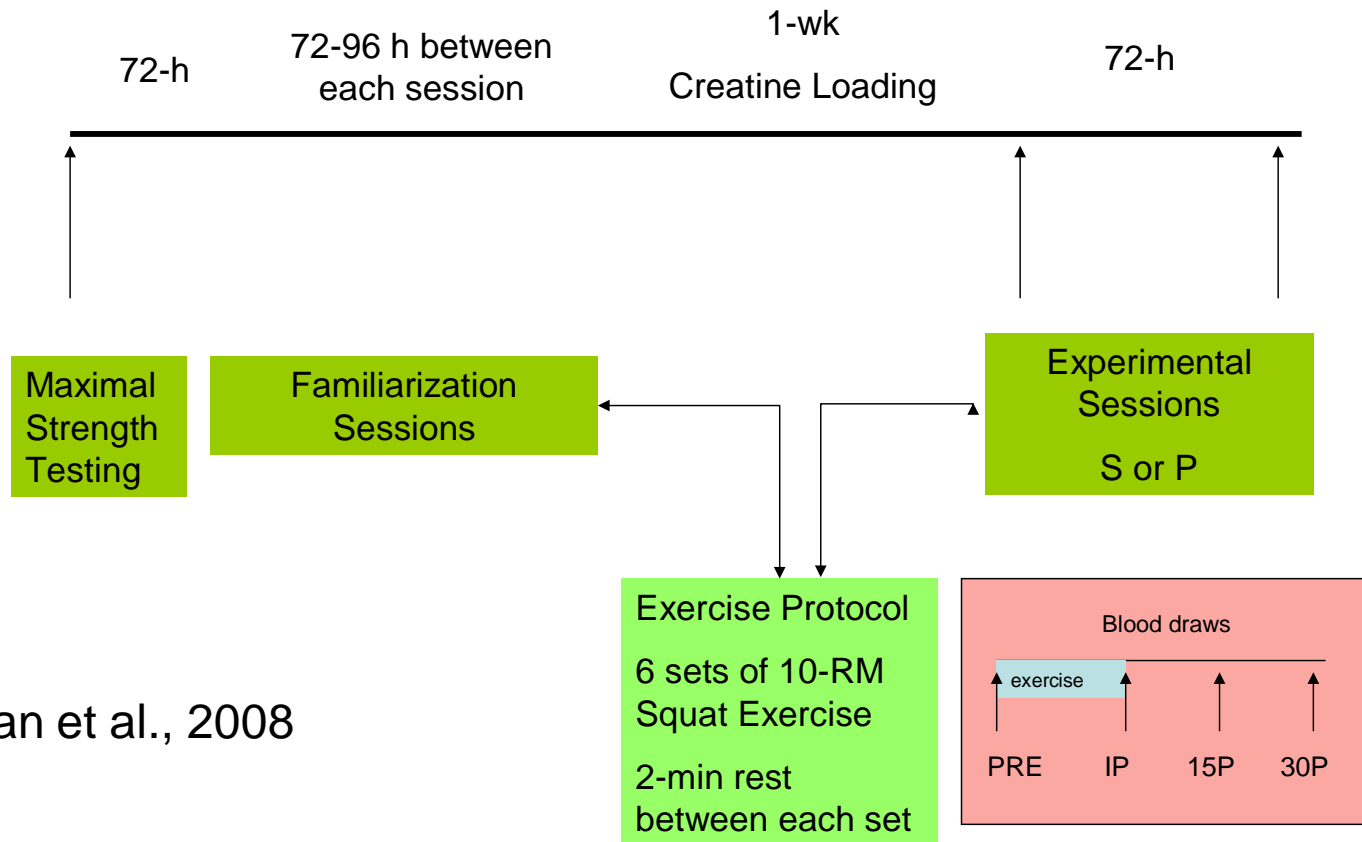 72-h
72-96 h between
each session
1-wk
Creatine Loading
72-h
Maximal
Strength
Testing
Familiarization
Sessions
Experimental
Sessions
S or P
Exercise Protocol
6 sets of 10-RM
Squat Exercise
2-min rest
between each set
Blood draws
exercise
PRE IP 15P 30P
an et al., 2008